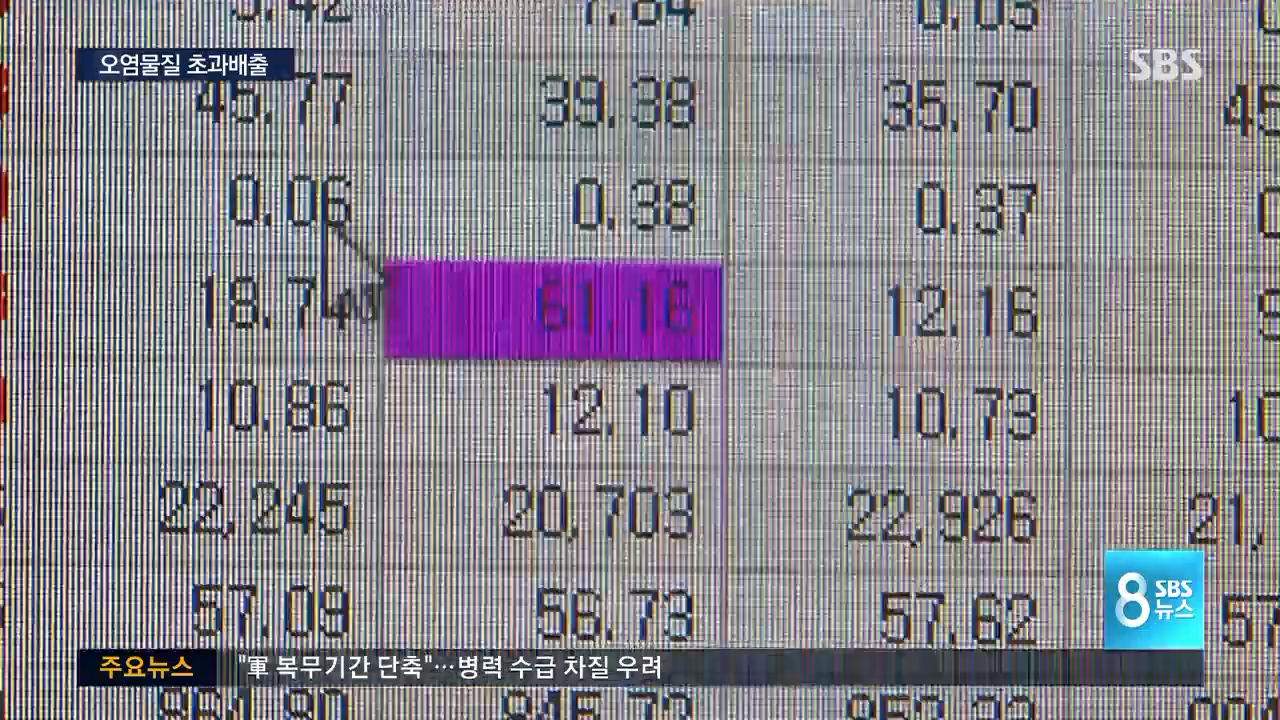 오염물질 초과배출
SBS
45.77 39.38 35.70
0.06 0.38 0.37
18.74 61.16 12.16
10.86 12.10 10.73
22,245 20,703 22,926 21,
57.09 56.73 57.62 57
8 SBS 뉴스
주요뉴스 "軍 복무기간 단축"…병력 수급 차질 우려